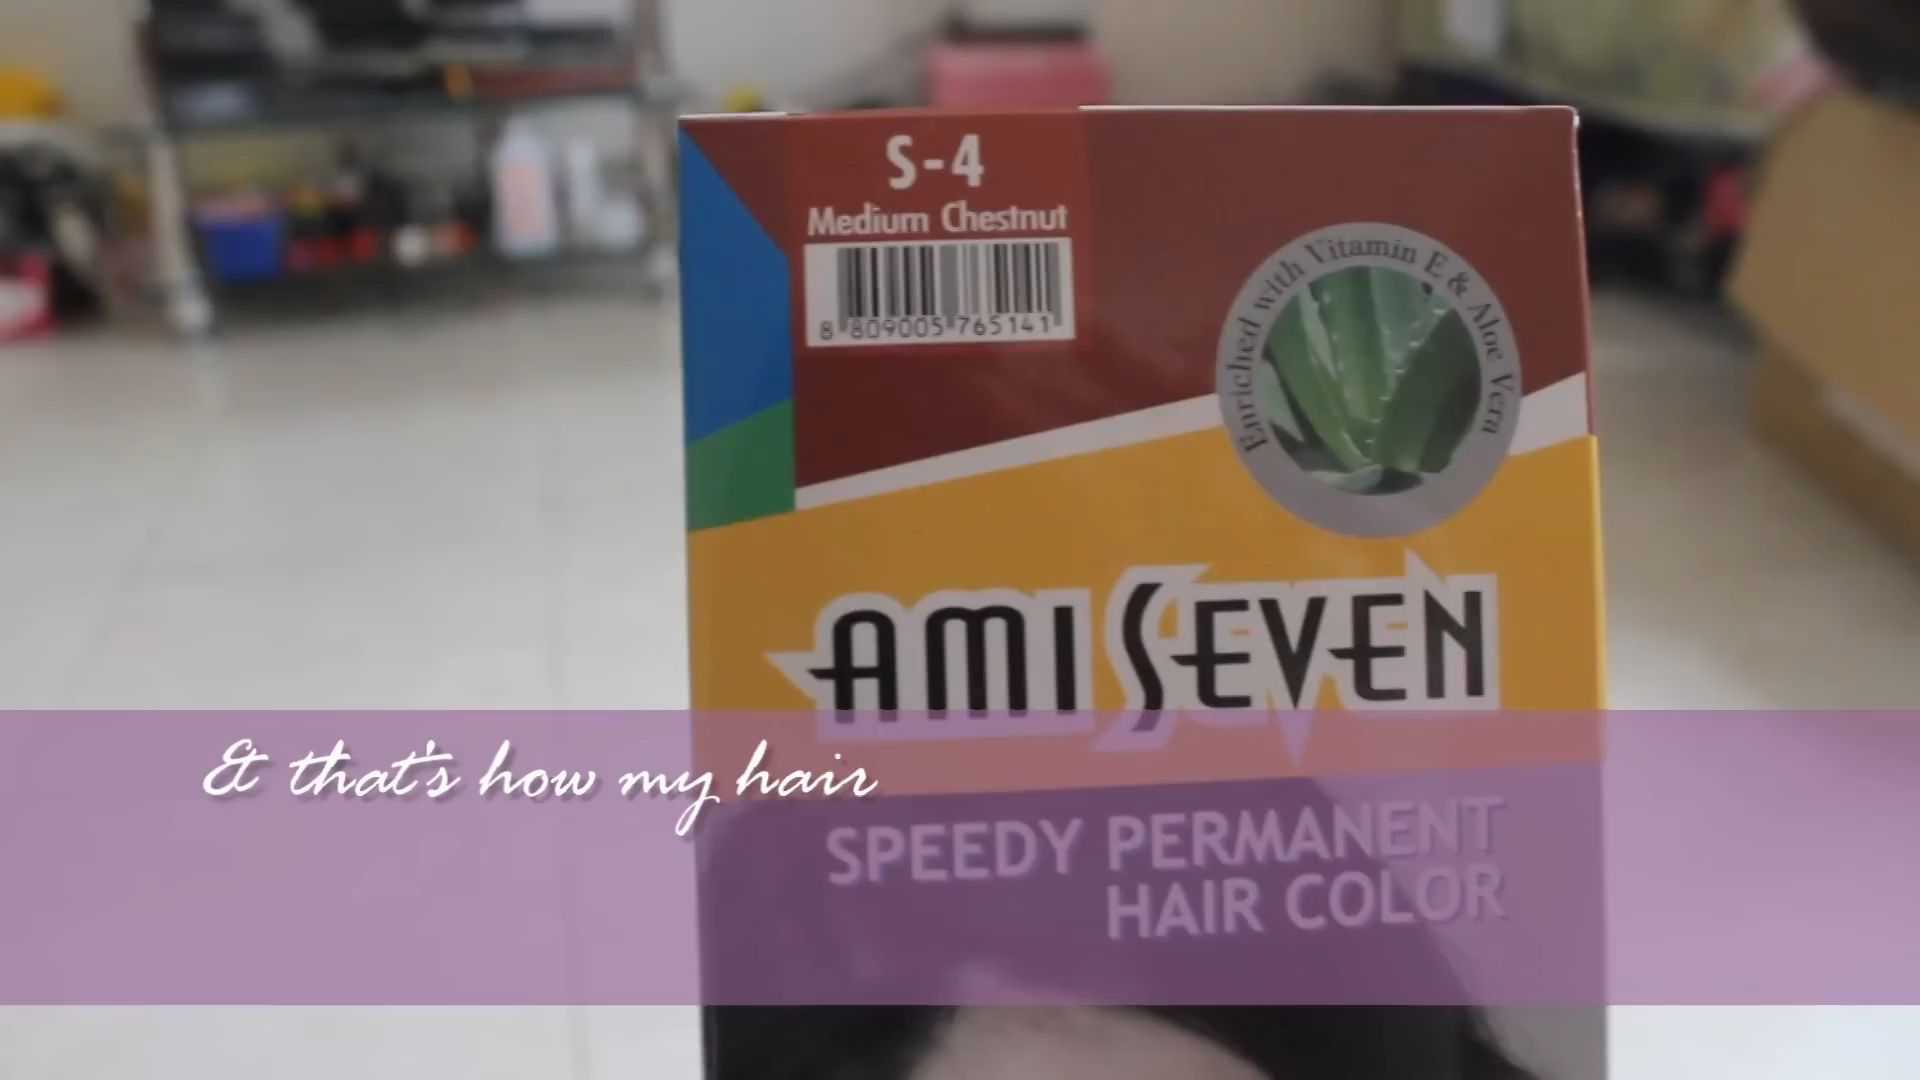 S-4
Medium Chestnut
8 809005 765141
Enriched with Vitamin E & Aloe Vera
AMI SEVEN
& that's how my hair
SPEEDY PERMANENT
HAIR COLOR